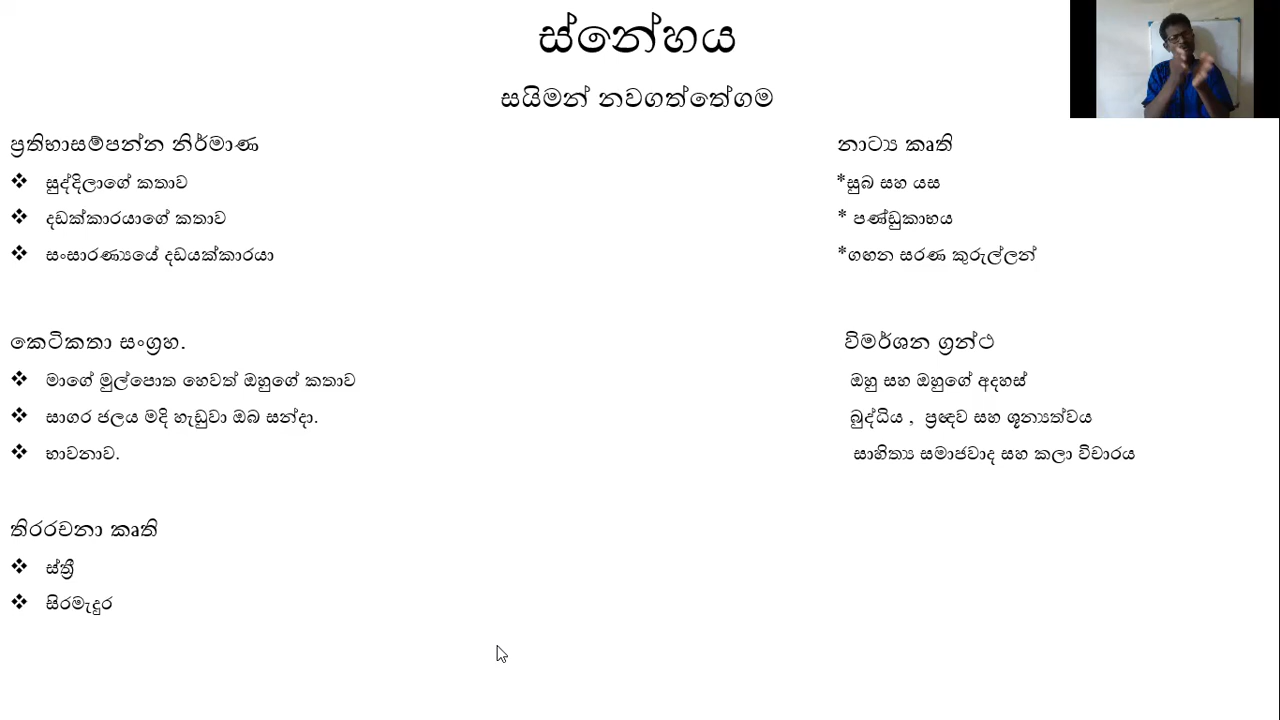 ස්නේහය
සයිමන් නවගත්තේගම
ප්‍රතිභාසම්පන්න නිර්මාණ
❖ සුද්දිලාගේ කතාව
❖ දඩක්කාරයාගේ කතාව
❖ සංසාරණ්‍යයේ දඩයක්කාරයා
නාට්‍ය කෘති
*සුබ සහ යස
* පණ්ඩුකාභය
*ගඟන සරණ කුරුල්ලන්
කෙටිකතා සංග්‍රහ.
❖ මාගේ මුල්පොත හෙවත් ඔහුගේ කතාව
❖ සාගර ජලය මදි හැඩුවා ඔබ සන්දා.
❖ භාවනාව.
විමර්ශන ග්‍රන්ථ
ඔහු සහ ඔහුගේ අදහස්
බුද්ධිය , ප්‍රඥව සහ ශූන්‍යත්වය
සාහිත්‍ය සමාජවාද සහ කලා විචාරය
තිරරචනා කෘති
❖ ස්ත්‍රී
❖ සිරමැදුර